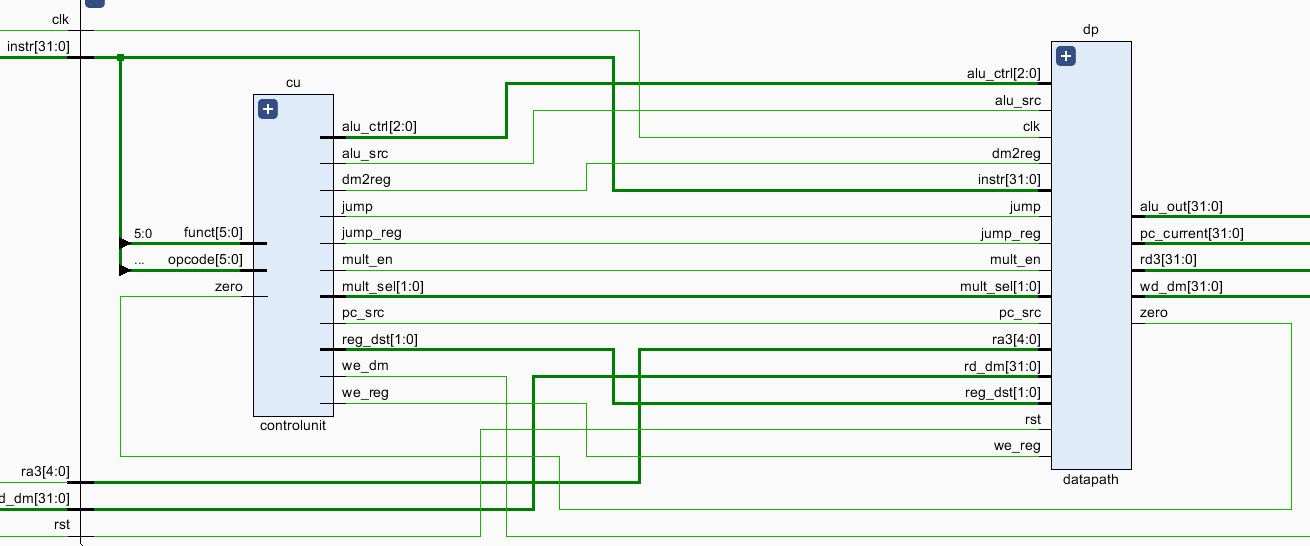 clk
instr[31:0]
cu
alu_ctrl[2:0]
alu_src
dm2reg
jump
jump_reg
mult_en
mult_sel[1:0]
pc_src
reg_dst[1:0]
we_dm
we_reg
5:0
funct[5:0]
...
opcode[5:0]
zero
controlunit
ra3[4:0]
d_dm[31:0]
rst
dp
alu_ctrl[2:0]
alu_src
clk
dm2reg
instr[31:0]
jump
jump_reg
mult_en
mult_sel[1:0]
pc_src
ra3[4:0]
rd_dm[31:0]
reg_dst[1:0]
rst
we_reg
alu_out[31:0]
pc_current[31:0]
rd3[31:0]
wd_dm[31:0]
zero
datapath